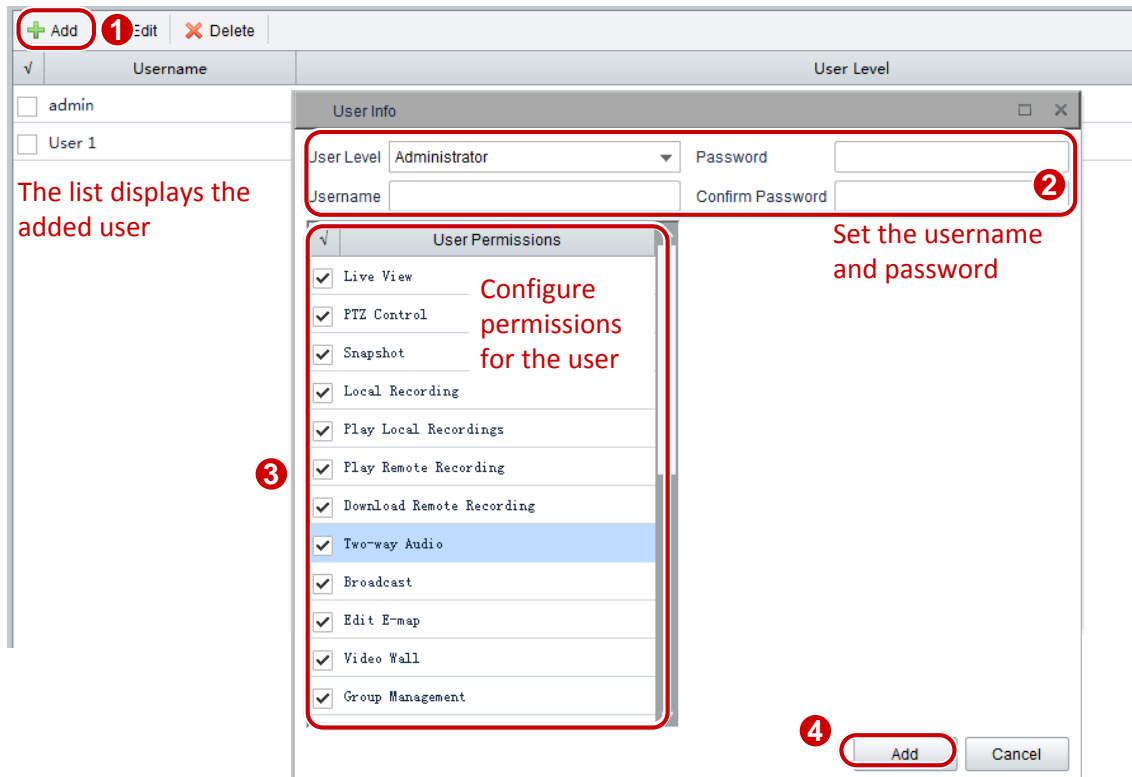 Add 1 Edit Delete
√ Username User Level
admin
User 1
The list displays the
added user
User Info
User Level Administrator Password
Username Confirm Password
2
Set the username
and password
√ User Permissions
Live View
PTZ Control
Snapshot
Local Recording
Play Local Recordings
Play Remote Recording
Download Remote Recording
Two-way Audio
Broadcast
Edit E-map
Video Wall
Group Management
Configure
permissions
for the user
3
4
Add Cancel